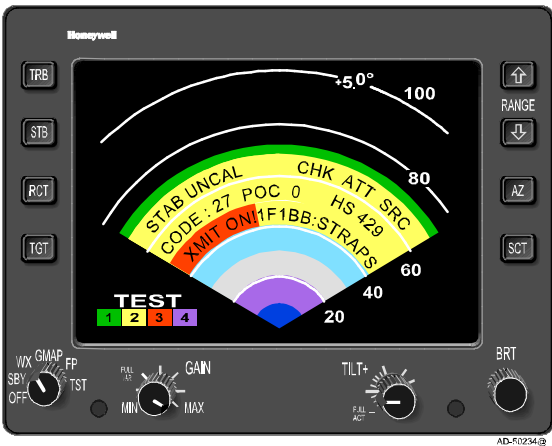 Honeywell
TRB
STB
RCT
TGT
+5.0°
100
80
60
40
20
STAB UNCAL
CHK ATT SRC
CODE : 27 POC 0
HS 429
XMIT ON!1F1BB:STRAPS
TEST
1 2 3 4
RANGE
AZ
SCT
WX GMAP FP
SBY TST
OFF
GAIN
MIN MAX
TILT+
FULL
ACT
BRT
AD-50234@